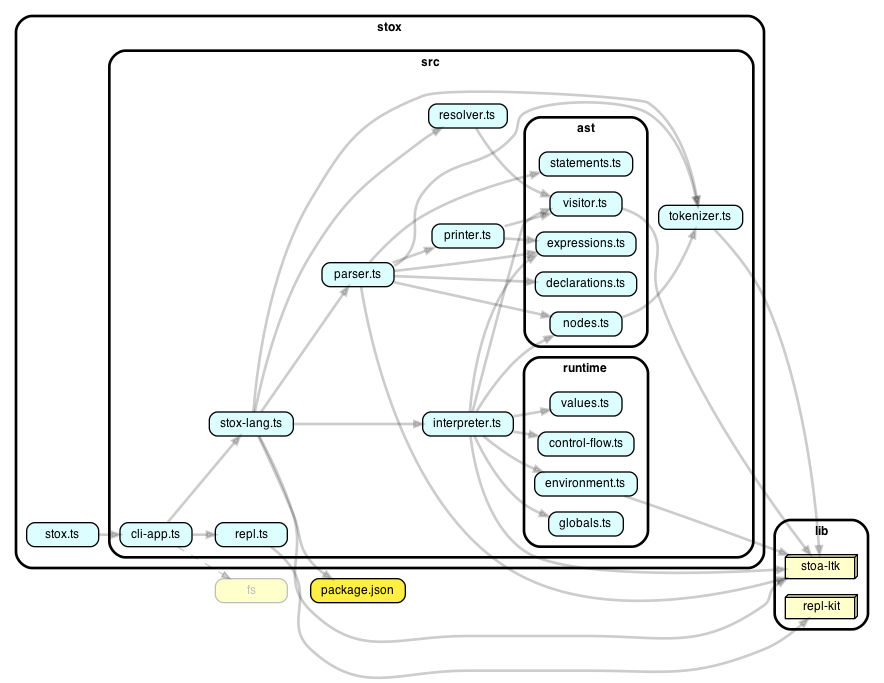 stox
src
resolver.ts
ast
statements.ts
visitor.ts
tokenizer.ts
printer.ts
expressions.ts
parser.ts
declarations.ts
nodes.ts
runtime
values.ts
stox-lang.ts
interpreter.ts
control-flow.ts
environment.ts
globals.ts
stox.ts
cli-app.ts
repl.ts
lib
stoa-ltk
fs
package.json
repl-kit